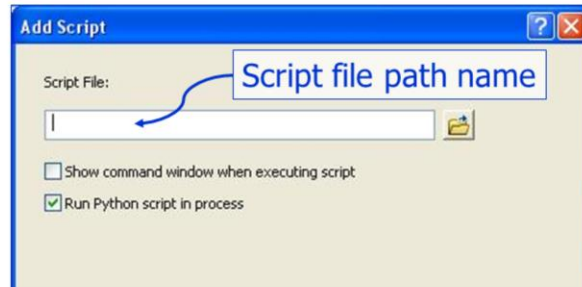 Add Script
Script file path name
Script File:
Show command window when executing script
Run Python script in process